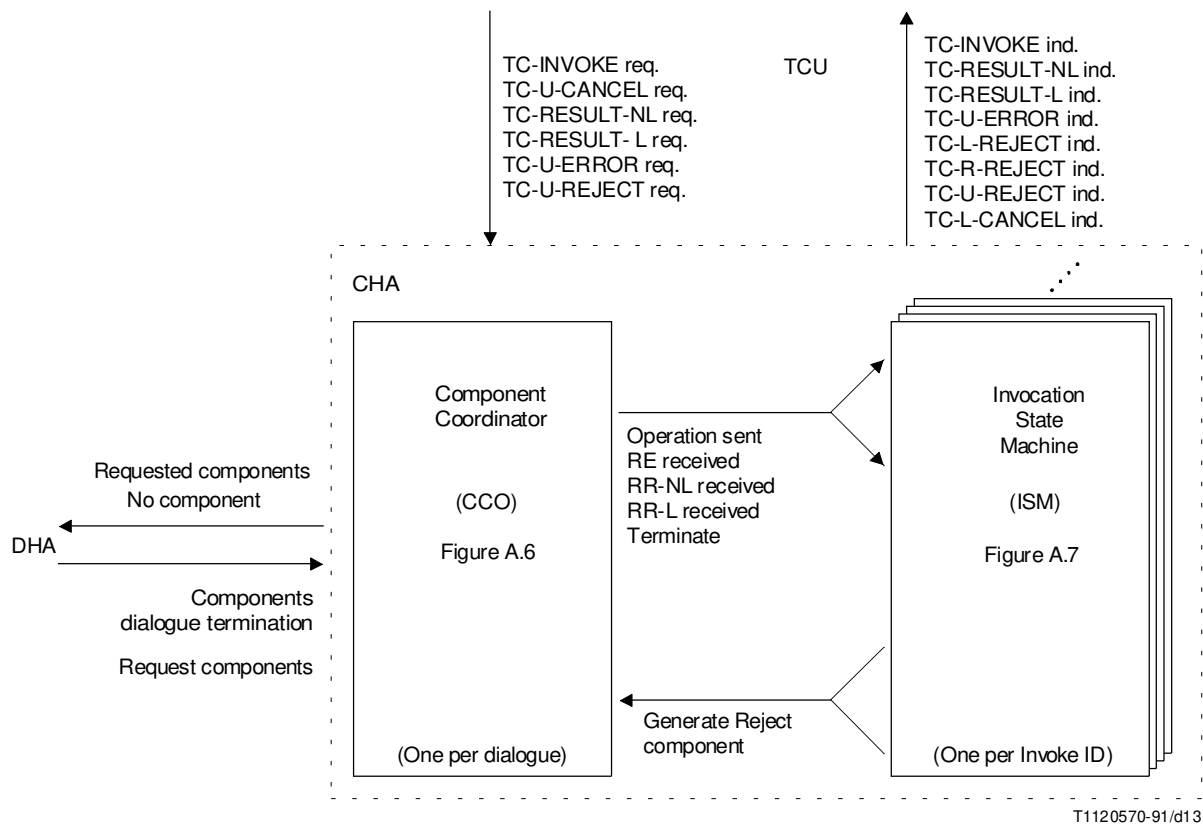 TC-INVOKE req.
TC-U-CANCEL req.
TC-RESULT-NL req.
TC-RESULT- L req.
TC-U-ERROR req.
TC-U-REJECT req.
TCU
TC-INVOKE ind.
TC-RESULT-NL ind.
TC-RESULT-L ind.
TC-U-ERROR ind.
TC-L-REJECT ind.
TC-R-REJECT ind.
TC-U-REJECT ind.
TC-L-CANCEL ind.
CHA
Component
Coordinator
(CCO)
Figure A.6
(One per dialogue)
Operation sent
RE received
RR-NL received
RR-L received
Terminate
Invocation
State
Machine
(ISM)
Figure A.7
(One per Invoke ID)
Requested components
No component
DHA
Components
dialogue termination
Request components
Generate Reject
component
T1120570-91/d13